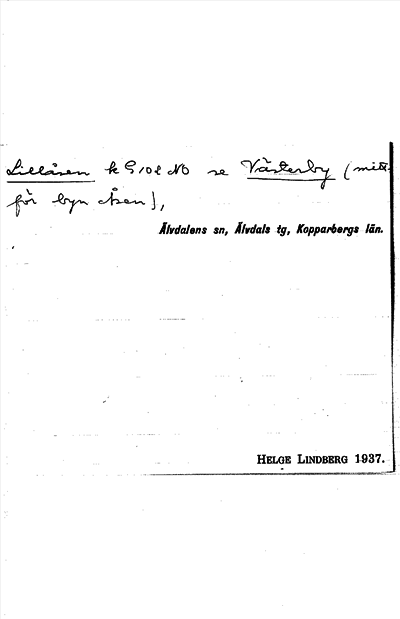 Lillåsen k G 10 e NO se Västerby (mitt
för byn Åsen),
Älvdalens sn, Älvdals tg, Kopparbergs län.
HELGE LINDBERG 1937.